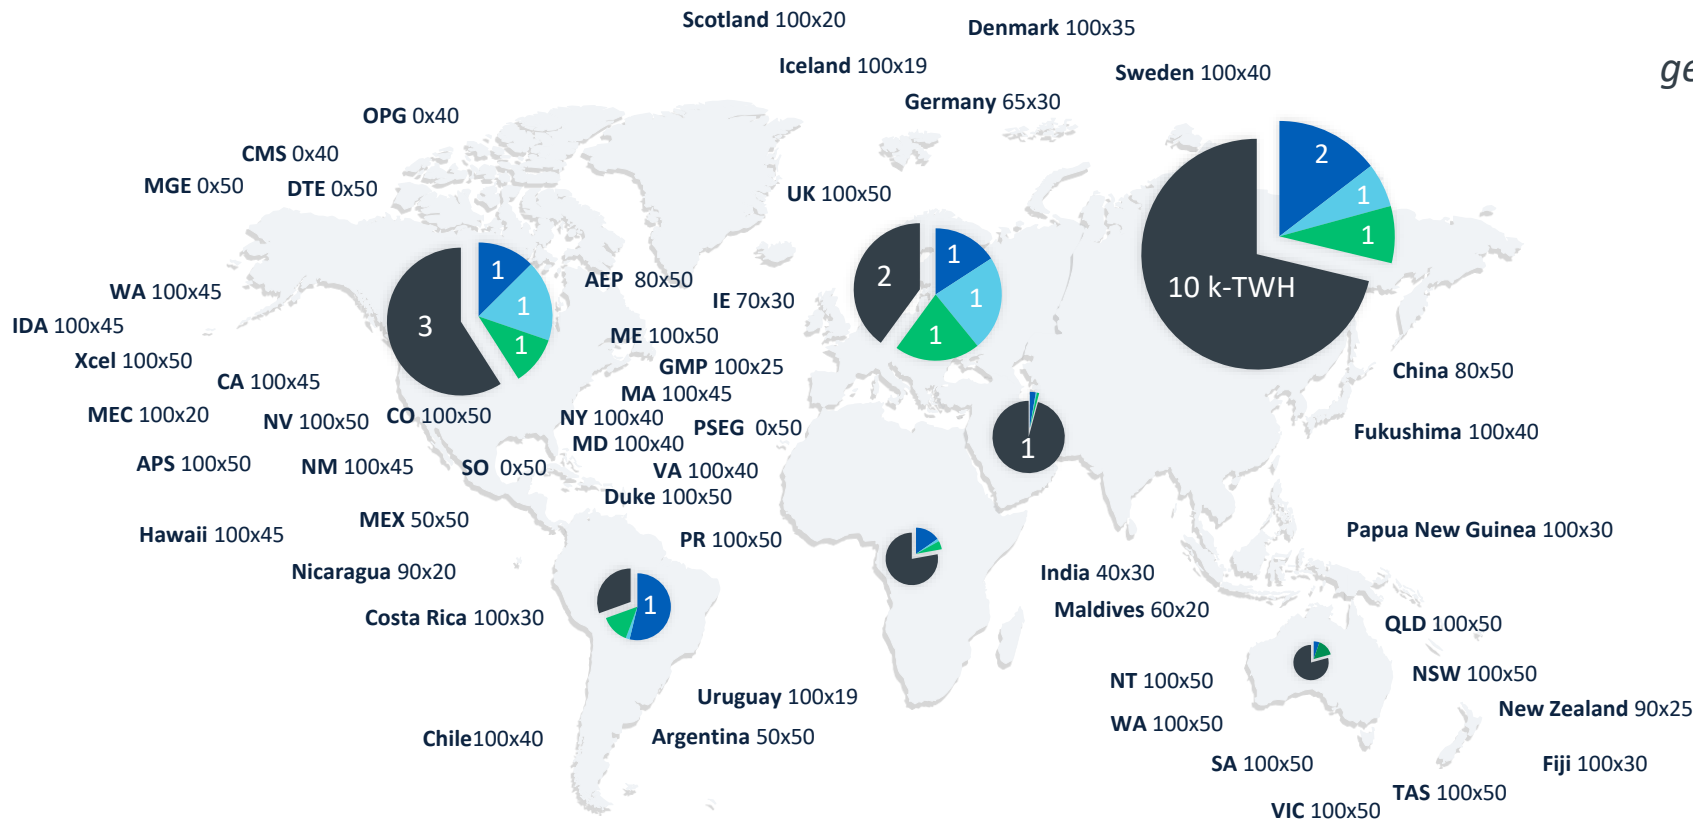 Scotland 100x20
Denmark 100x35
Iceland 100x19
Sweden 100x40
ge
Germany 65x30
OPG 0x40
CMS 0x40
MGE 0x50
DTE 0x50
UK 100x50
2
1
1
10 k-TWH
1
1
1
3
2
1
1
1
AEP 80x50
IE 70x30
WA 100x45
IDA 100x45
ME 100x50
Xcel 100x50
GMP 100x25
China 80x50
CA 100x45
MA 100x45
MEC 100x20
NV 100x50
CO 100x50
NY 100x40
PSEG 0x50
Fukushima 100x40
MD 100x40
1
APS 100x50
NM 100x45
SO 0x50
VA 100x40
Duke 100x50
MEX 50x50
Hawaii 100x45
PR 100x50
Papua New Guinea 100x30
Nicaragua 90x20
India 40x30
1
Costa Rica 100x30
Maldives 60x20
QLD 100x50
NT 100x50
NSW 100x50
Uruguay 100x19
New Zealand 90x25
WA 100x50
Chile100x40
Argentina 50x50
SA 100x50
Fiji 100x30
TAS 100x50
VIC 100x50